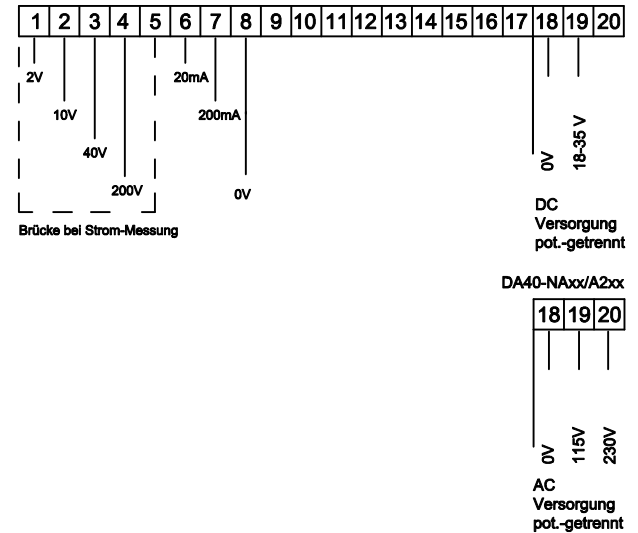 1 2 3 4 5 6 7 8 9 10 11 12 13 14 15 16 17 18 19 20
2V
10V
40V
200V
20mA
200mA
0V
Brücke bei Strom-Messung
0V
18-35 V
DC
Versorgung
pot.-getrennt
DA40-NAxx/A2xx
18 19 20
0V
115V
230V
AC
Versorgung
pot.-getrennt